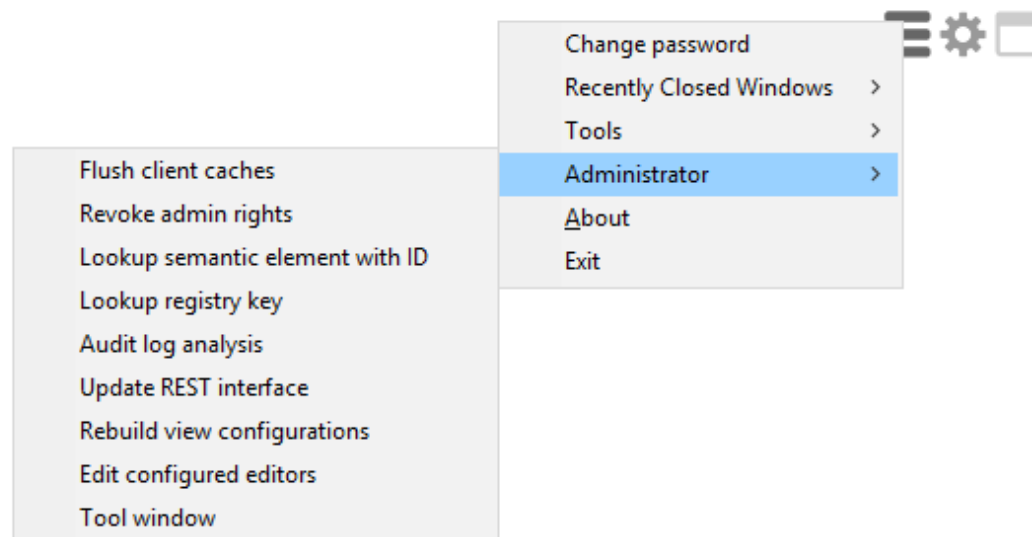 Change password
Recently Closed Windows
Tools
Administrator
About
Exit
Flush client caches
Revoke admin rights
Lookup semantic element with ID
Lookup registry key
Audit log analysis
Update REST interface
Rebuild view configurations
Edit configured editors
Tool window